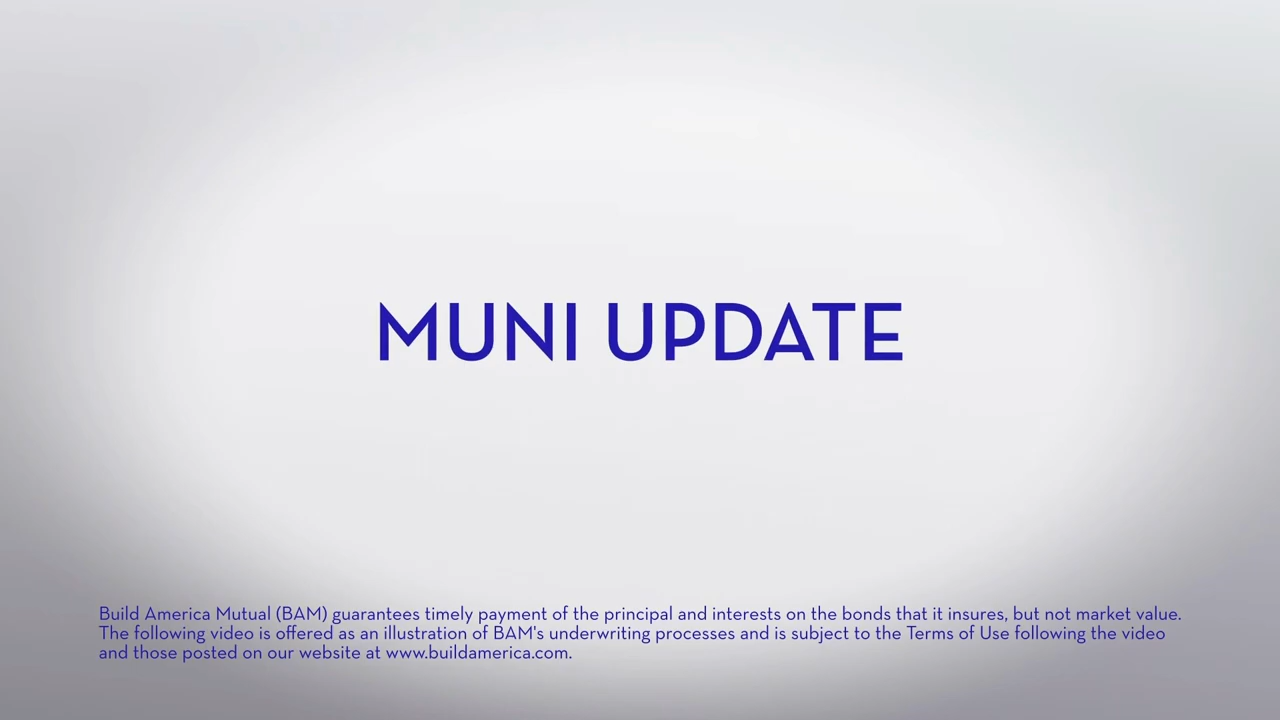 MUNI UPDATE
Build America Mutual (BAM) guarantees timely payment of the principal and interests on the bonds that it insures, but not market value.
The following video is offered as an illustration of BAM's underwriting processes and is subject to the Terms of Use following the video
and those posted on our website at www.buildamerica.com.